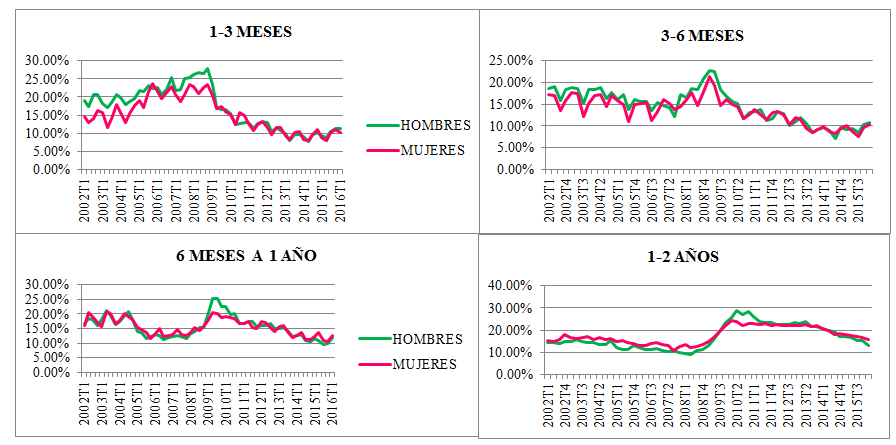 1-3 MESES
30.00%
25.00%
20.00%
15.00%
10.00%
5.00%
0.00%
2002T1
2003T1
2004T1
2005T1
2006T1
2007T1
2008T1
2009T1
2010T1
2011T1
2012T1
2013T1
2014T1
2015T1
2016T1
HOMBRES
MUJERES
3-6 MESES
25.00%
20.00%
15.00%
10.00%
5.00%
0.00%
2002T1
2002T4
2003T3
2004T2
2005T1
2005T4
2006T3
2007T2
2008T1
2008T4
2009T3
2010T2
2011T1
2011T4
2012T3
2013T2
2014T1
2014T4
2015T3
HOMBRES
MUJERES
6 MESES A 1 AÑO
30.00%
25.00%
20.00%
15.00%
10.00%
5.00%
0.00%
2002T1
2003T1
2004T1
2005T1
2006T1
2007T1
2008T1
2009T1
2010T1
2011T1
2012T1
2013T1
2014T1
2015T1
2016T1
HOMBRES
MUJERES
1-2 AÑOS
40.00%
30.00%
20.00%
10.00%
0.00%
2002T1
2002T4
2003T3
2004T2
2005T1
2005T4
2006T3
2007T2
2008T1
2008T4
2009T3
2010T2
2011T1
2011T4
2012T3
2013T2
2014T1
2014T4
2015T3
HOMBRES
MUJERES